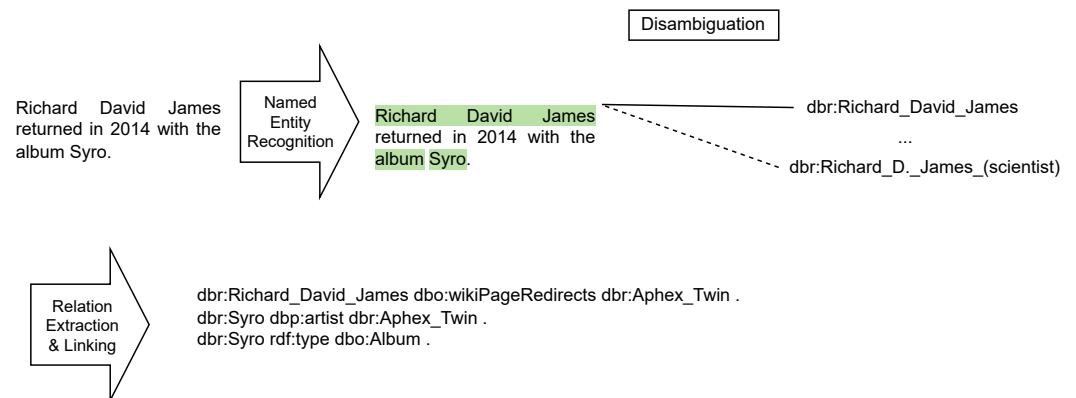 Disambiguation
Richard David James
returned in 2014 with the
album Syro.
Named
Entity
Recognition
Richard David James
returned in 2014 with the
album Syro.
dbr:Richard_David_James
...
dbr:Richard_D._James_(scientist)
Relation
Extraction
& Linking
dbr:Richard_David_James dbo:wikiPageRedirects dbr:Aphex_Twin .
dbr:Syro dbp:artist dbr:Aphex_Twin .
dbr:Syro rdf:type dbo:Album .